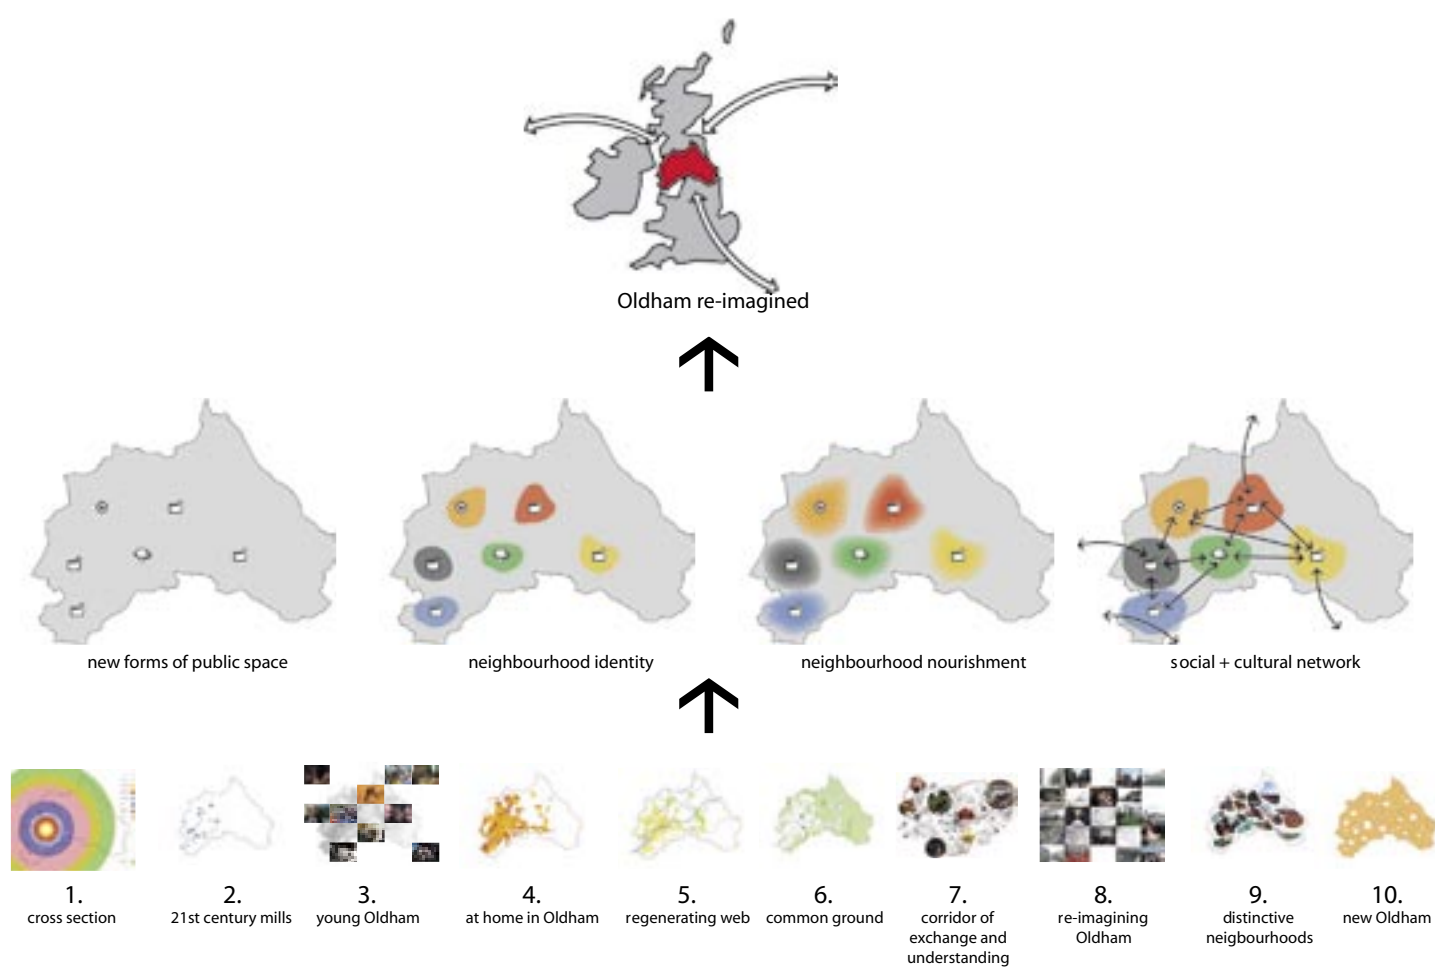 Oldham re-imagined
new forms of public space
neighbourhood identity
neighbourhood nourishment
social + cultural network
1.
cross section
2.
21st century mills
3.
young Oldham
4.
at home in Oldham
5.
regenerating web
6.
common ground
7.
corridor of
exchange and
understanding
8.
re-imagining
Oldham
9.
distinctive
neigbourhoods
10.
new Oldham